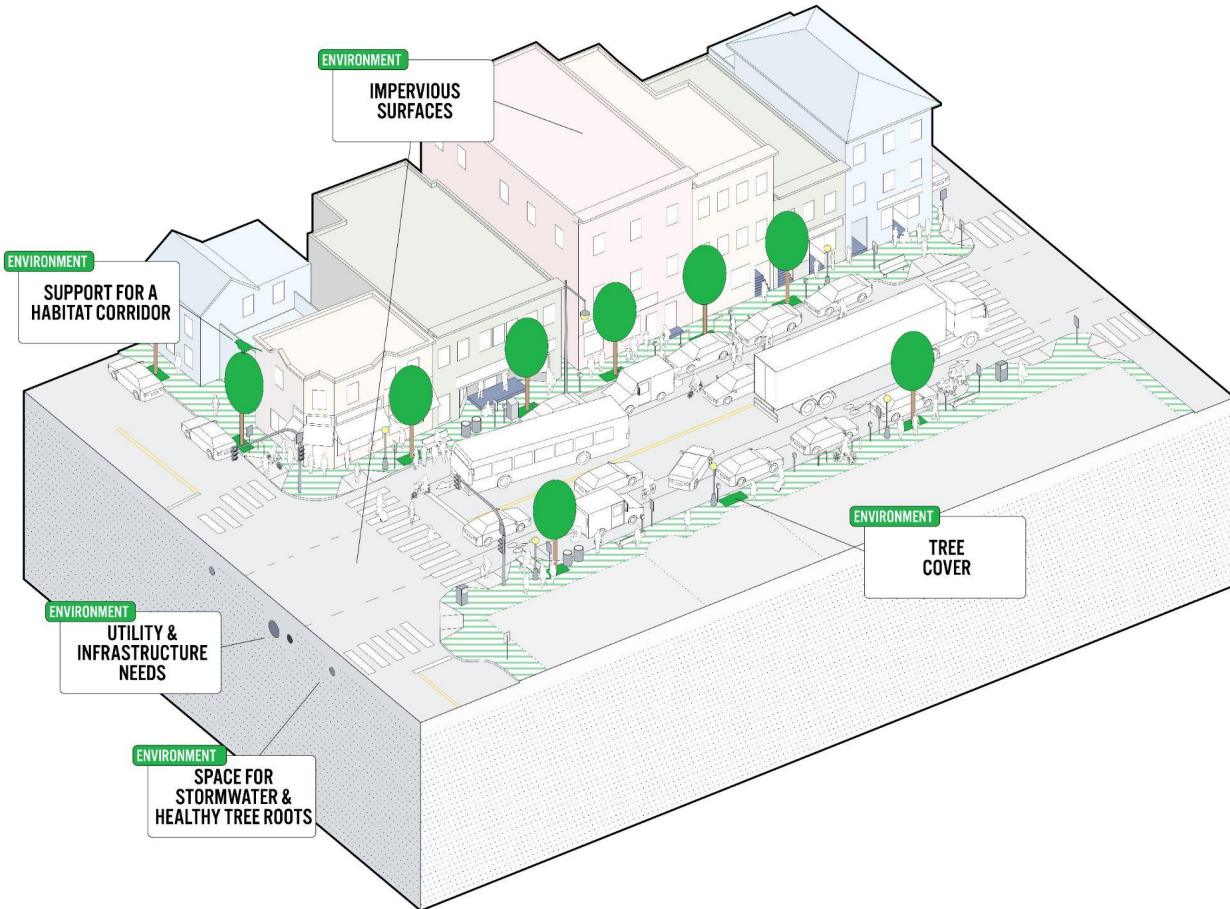 ENVIRONMENT
IMPERVIOUS
SURFACES
ENVIRONMENT
SUPPORT FOR A
HABITAT CORRIDOR
ENVIRONMENT
TREE
COVER
ENVIRONMENT
UTILITY &
INFRASTRUCTURE
NEEDS
ENVIRONMENT
SPACE FOR
STORMWATER &
HEALTHY TREE ROOTS